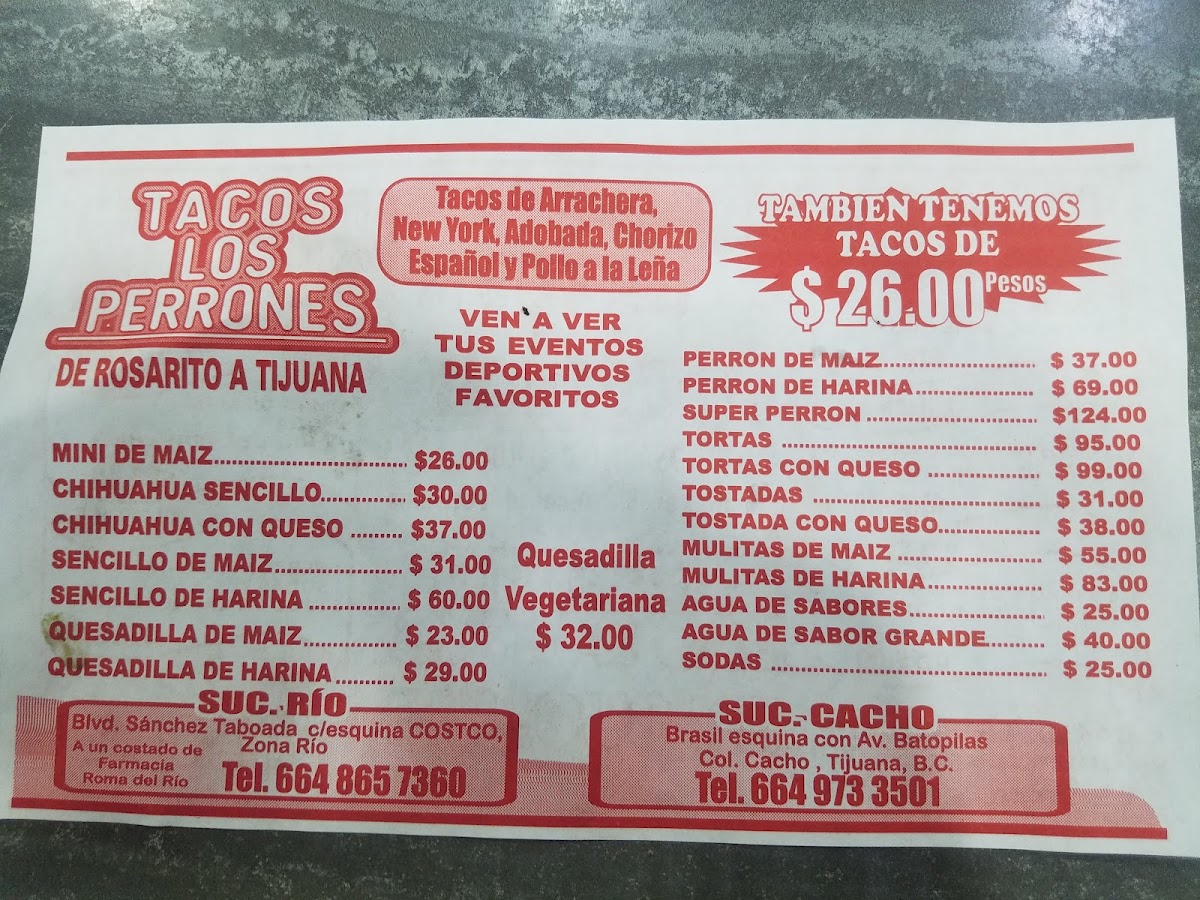 TACOS
LOS
PERRONES
DE ROSARITO A TIJUANA
Tacos de Arrachera,
New York, Adobada, Chorizo
Español y Pollo a la Leña
VEN A VER
TUS EVENTOS
DEPORTIVOS
FAVORITOS
TAMBIEN TENEMOS
TACOS DE
$ 26.00 Pesos
MINI DE MAIZ................................ $26.00
CHIHUAHUA SENCILLO.............. $30.00
CHIHUAHUA CON QUESO ......... $37.00
SENCILLO DE MAIZ..................... $ 31.00
SENCILLO DE HARINA ............... $ 60.00
QUESADILLA DE MAIZ................ $ 23.00
QUESADILLA DE HARINA .......... $ 29.00
Quesadilla
Vegetariana
$ 32.00
PERRON DE MAIZ............................ $ 37.00
PERRON DE HARINA..................... $ 69.00
SUPER PERRON .............................. $124.00
TORTAS ............................................. $ 95.00
TORTAS CON QUESO ................... $ 99.00
TOSTADAS ........................................ $ 31.00
TOSTADA CON QUESO.................. $ 38.00
MULITAS DE MAIZ ......................... $ 55.00
MULITAS DE HARINA.................... $ 83.00
AGUA DE SABORES........................ $ 25.00
AGUA DE SABOR GRANDE........... $ 40.00
SODAS ................................................ $ 25.00
SUC. RÍO
Blvd. Sánchez Taboada c/esquina COSTCO,
Zona Río
A un costado de
Farmacia
Roma del Río
Tel. 664 865 7360
SUC. CACHO
Brasil esquina con Av. Batopilas
Col. Cacho , Tijuana, B.C.
Tel. 664 973 3501